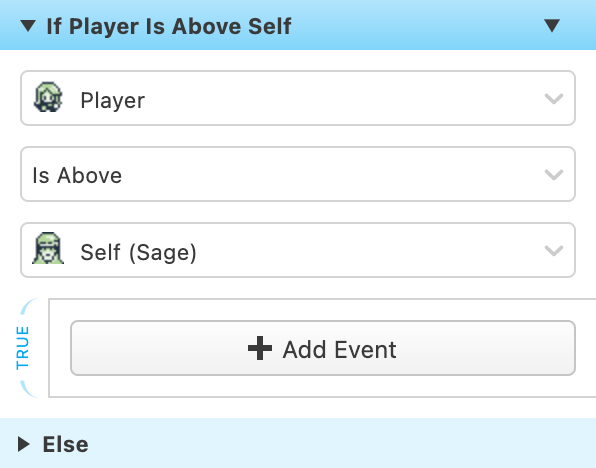 If Player Is Above Self
Player
Is Above
Self (Sage)
TRUE
Add Event
Else